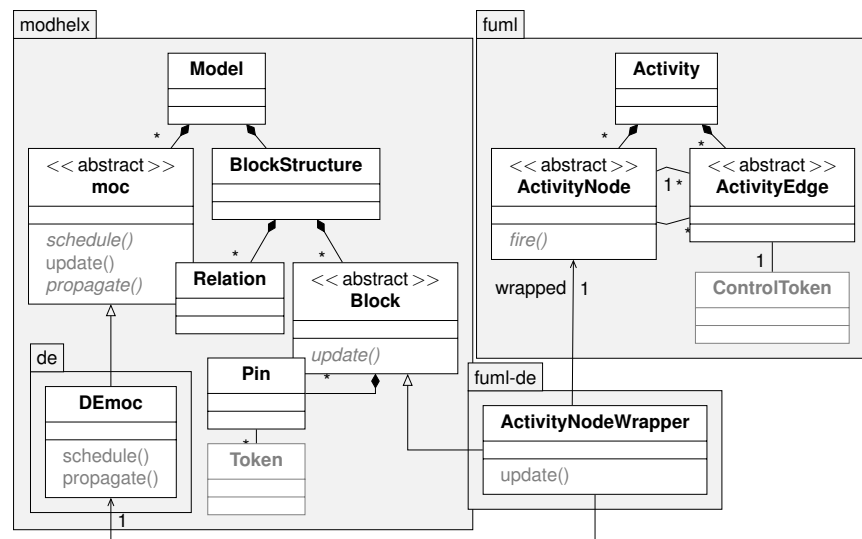 modhelx
Model
*
<< abstract >>
moc
schedule()
update()
propagate()
BlockStructure
*
*
Relation
<< abstract >>
Block
update()
*
Pin
*
Token
de
DEmoc
schedule()
propagate()
1
fuml
Activity
*
*
<< abstract >>
ActivityNode
fire()
1
*
*
<< abstract >>
ActivityEdge
1
ControlToken
wrapped
1
fuml-de
ActivityNodeWrapper
update()